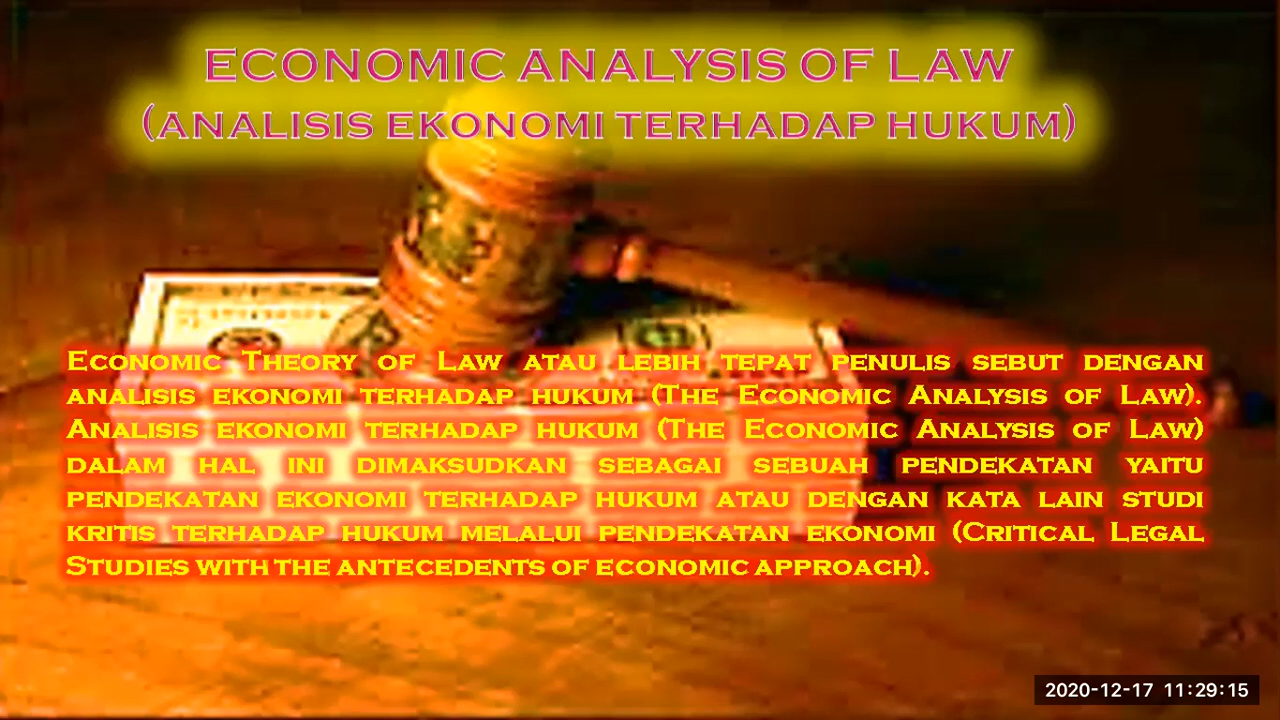 ECONOMIC ANALYSIS OF LAW
(ANALISIS EKONOMI TERHADAP HUKUM)
Economic Theory of Law atau lebih tepat penulis sebut dengan
analisis ekonomi terhadap hukum (The Economic Analysis of Law).
Analisis ekonomi terhadap hukum (The Economic Analysis of Law)
dalam hal ini dimaksudkan sebagai sebuah pendekatan yaitu
pendekatan ekonomi terhadap hukum atau dengan kata lain studi
kritis terhadap hukum melalui pendekatan ekonomi (Critical Legal
Studies with the antecedents of economic approach).
2020-12-17 11:29:15